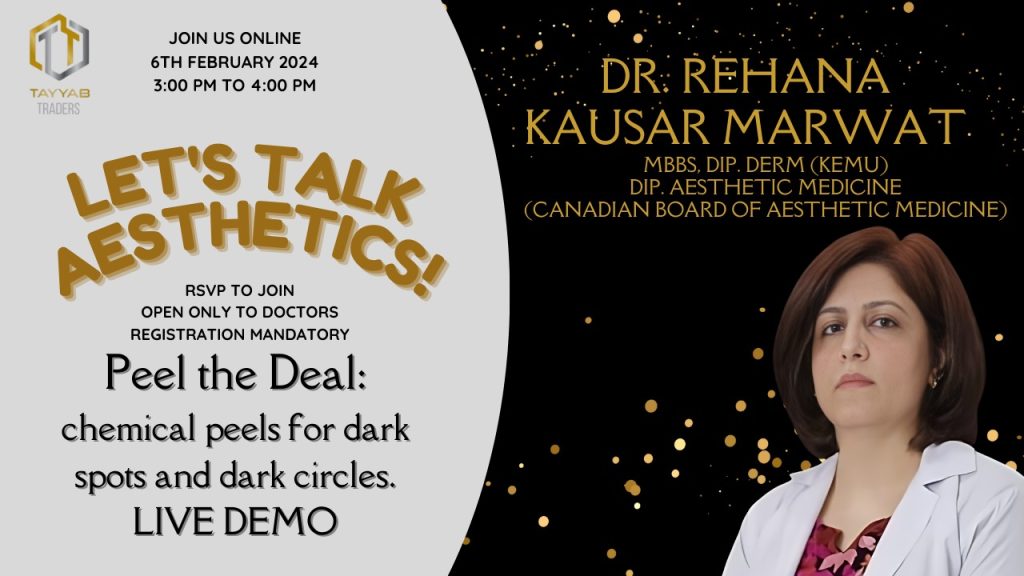 TAYYAB
TRADERS
JOIN US ONLINE
6TH FEBRUARY 2024
3:00 PM TO 4:00 PM
LET'S TALK
AESTHETICS!
RSVP TO JOIN
OPEN ONLY TO DOCTORS
REGISTRATION MANDATORY
Peel the Deal:
chemical peels for dark
spots and dark circles.
LIVE DEMO
DR. REHANA
KAUSAR MARWAT
MBBS, DIP. DERM (KEMU)
DIP. AESTHETIC MEDICINE
(CANADIAN BOARD OF AESTHETIC MEDICINE)